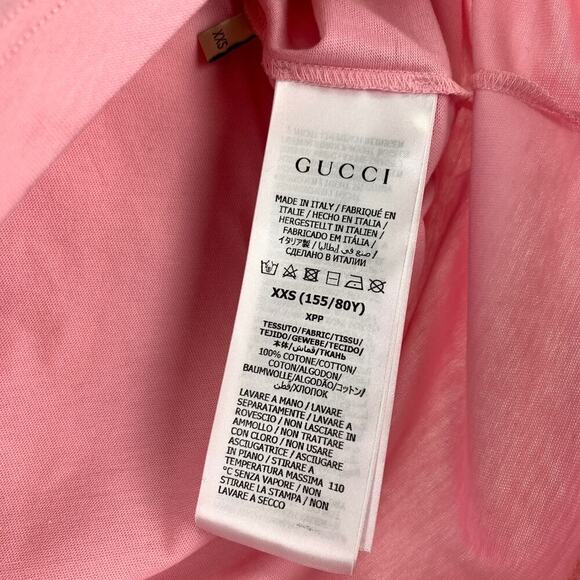 XXS
GUCCI
MADE IN ITALY / FABRIQUÉ EN
ITALIE / HECHO EN ITALIA /
HERGESTELLT IN ITALIEN /
FABRICADO EM ITÁLIA /
イタリア製 / صنع في إيطاليا /
СДЕЛАНО В ИТАЛИИ
XXS (155/80Y)
XPP
TESSUTO/FABRIC/TISSU/
TEJIDO/GEWEBE/TECIDO/
本体/قماش/ТКАНЬ
100% COTONE/COTTON/
COTON/ALGODON/
BAUMWOLLE/ALGODÃO/コットン/
قطن/ХЛОПОК
LAVARE A MANO / LAVARE
SEPARATAMENTE / LAVARE A
ROVESCIO / NON LASCIARE IN
AMMOLLO / NON TRATTARE
CON CLORO / NON USARE
ASCIUGATRICE / ASCIUGARE
IN PIANO / STIRARE A
TEMPERATURA MASSIMA 110
°C SENZA VAPORE / NON
STIRARE LA STAMPA / NON
LAVARE A SECCO